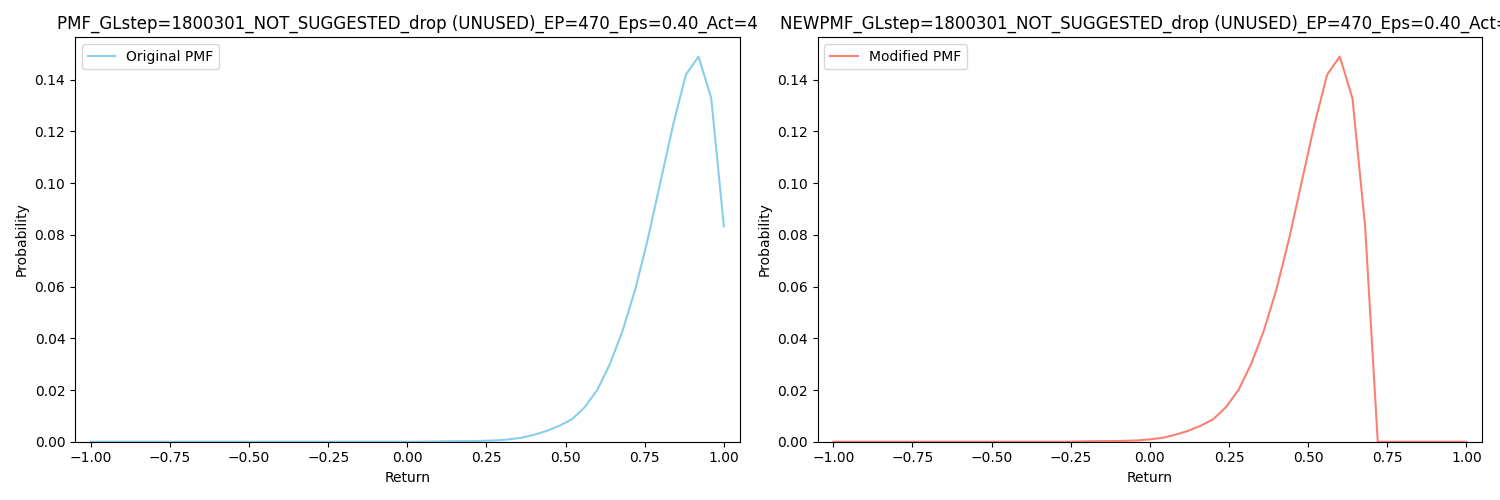 PMF_GLstep=1800301_NOT_SUGGESTED_drop (UNUSED)_EP=470_Eps=0.40_Act=4
Original PMF
0.14
0.12
0.10
0.08
0.06
0.04
0.02
0.00
Probability
−1.00 −0.75 −0.50 −0.25 0.00 0.25 0.50 0.75 1.00
Return
NEWPMF_GLstep=1800301_NOT_SUGGESTED_drop (UNUSED)_EP=470_Eps=0.40_Act=
Modified PMF
0.14
0.12
0.10
0.08
0.06
0.04
0.02
0.00
Probability
−1.00 −0.75 −0.50 −0.25 0.00 0.25 0.50 0.75 1.00
Return